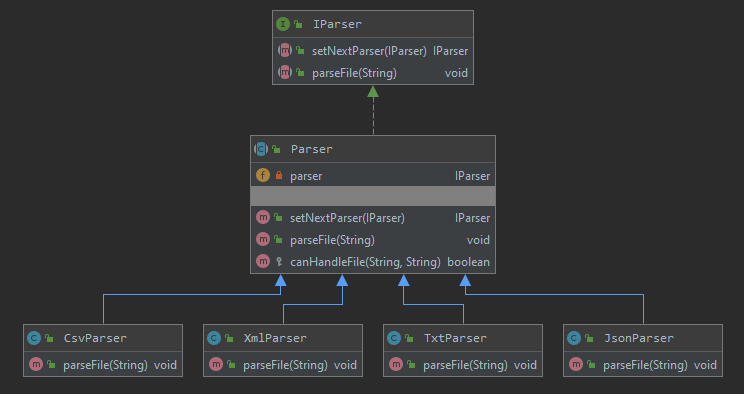 I IParser
m setNextParser(IParser) IParser
m parseFile(String) void
C Parser
f parser IParser
m setNextParser(IParser) IParser
m parseFile(String) void
m canHandleFile(String, String) boolean
C CsvParser
m parseFile(String) void
C XmlParser
m parseFile(String) void
C TxtParser
m parseFile(String) void
C JsonParser
m parseFile(String) void